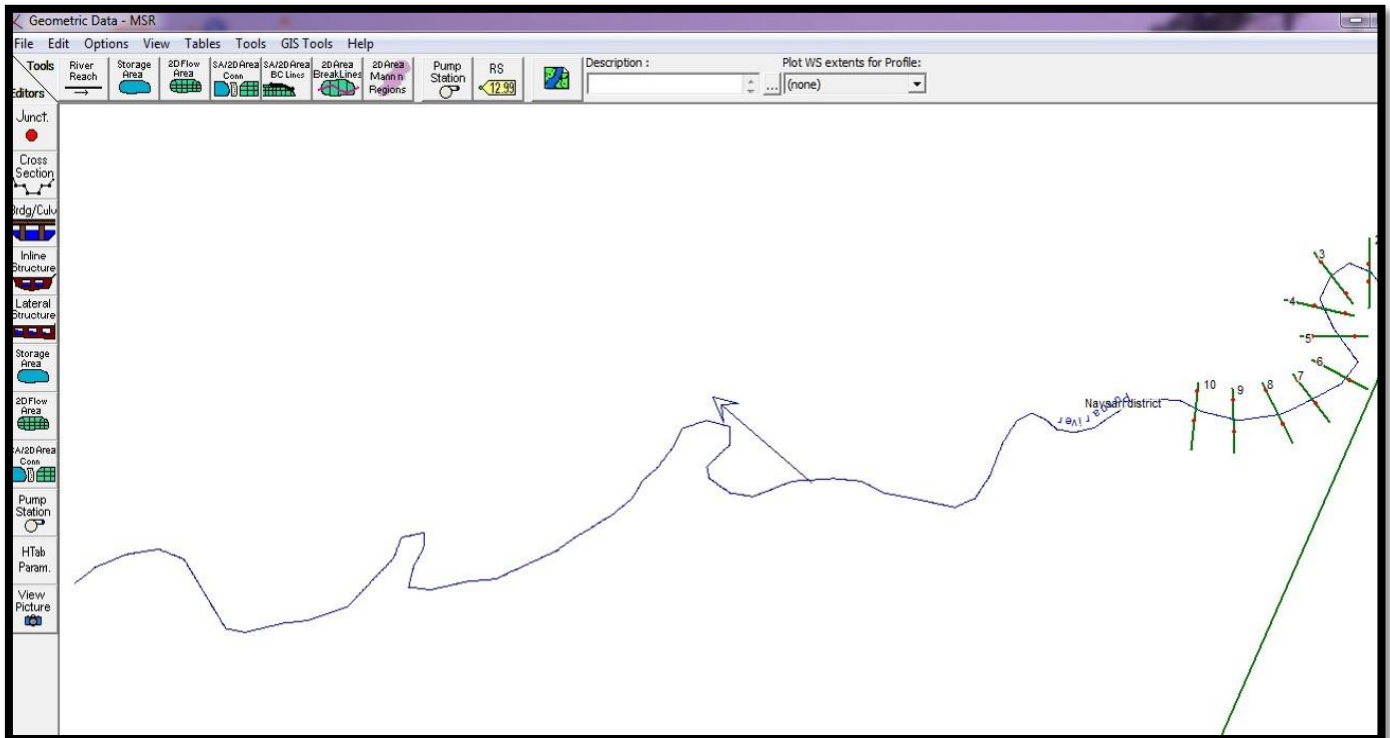 Geometric Data - MSR
File Edit Options View Tables Tools GIS Tools Help
Tools
Editors
River
Reach
Storage
Area
2D Flow
Area
SA/2D Area
Conn
SA/2D Area
BC Lines
2D Area
BreakLines
2D Area
Mann n
Regions
Pump
Station
RS
12.99
Description :
...
Plot WS extents for Profile:
(none)
Junct.
Cross
Section
Brdg/Culv
Inline
Structure
Lateral
Structure
Storage
Area
2D Flow
Area
SA/2D Area
Conn
Pump
Station
HTab
Param.
View
Picture
2
3
4
5
6
7
8
9
10
Navsari district
river